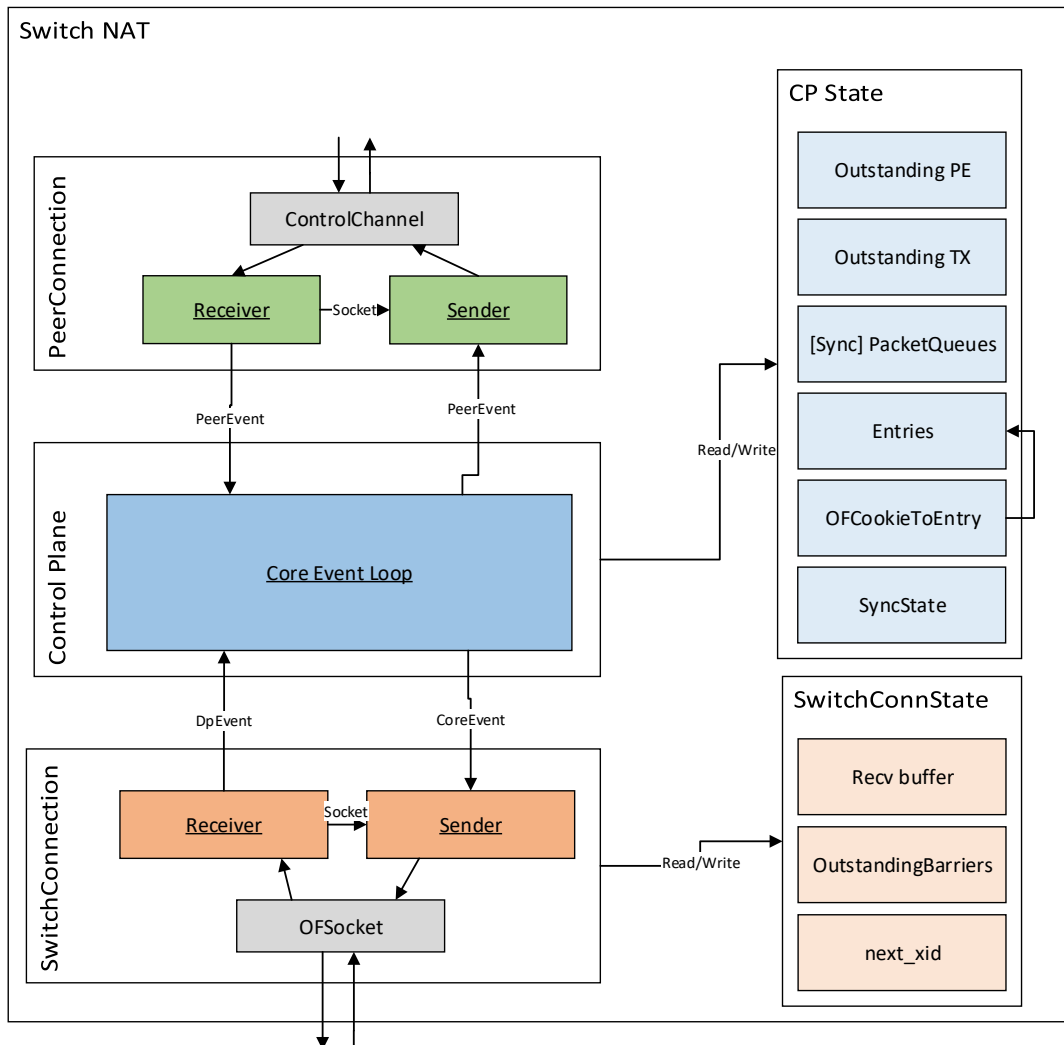 Switch NAT
CP State
Outstanding PE
Outstanding TX
[Sync] PacketQueues
Entries
OFCookieToEntry
SyncState
PeerConnection
ControlChannel
Receiver
Socket
Sender
PeerEvent
PeerEvent
Read/Write
Control Plane
Core Event Loop
DpEvent
CoreEvent
SwitchConnection
Receiver
Socket
Sender
OFSocket
Read/Write
SwitchConnState
Recv buffer
OutstandingBarriers
next_xid